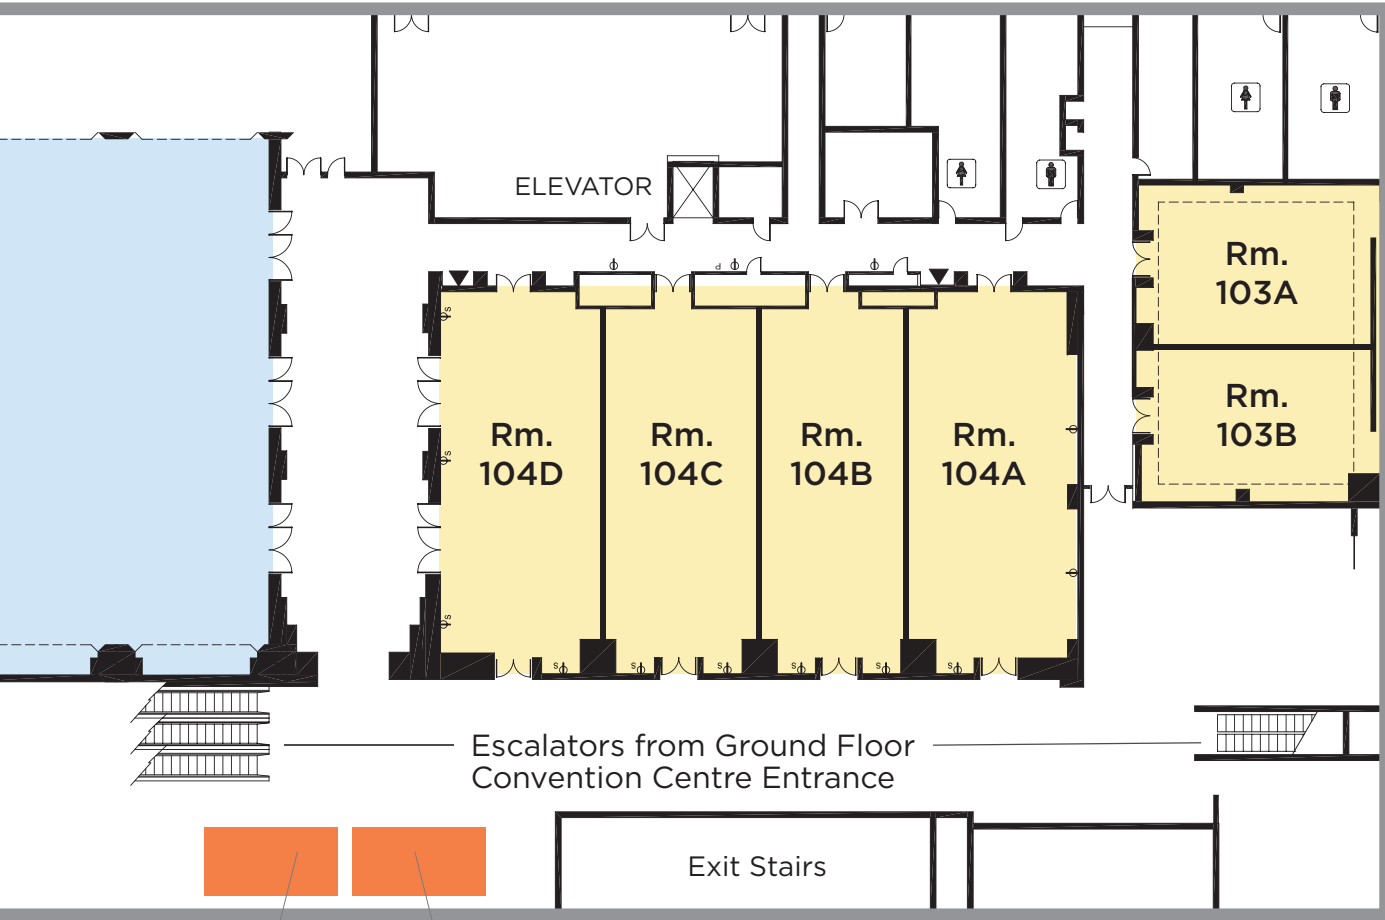 ELEVATOR
Rm.
103A
Rm.
103B
Rm.
104D
Rm.
104C
Rm.
104B
Rm.
104A
Escalators from Ground Floor
Convention Centre Entrance
Exit Stairs